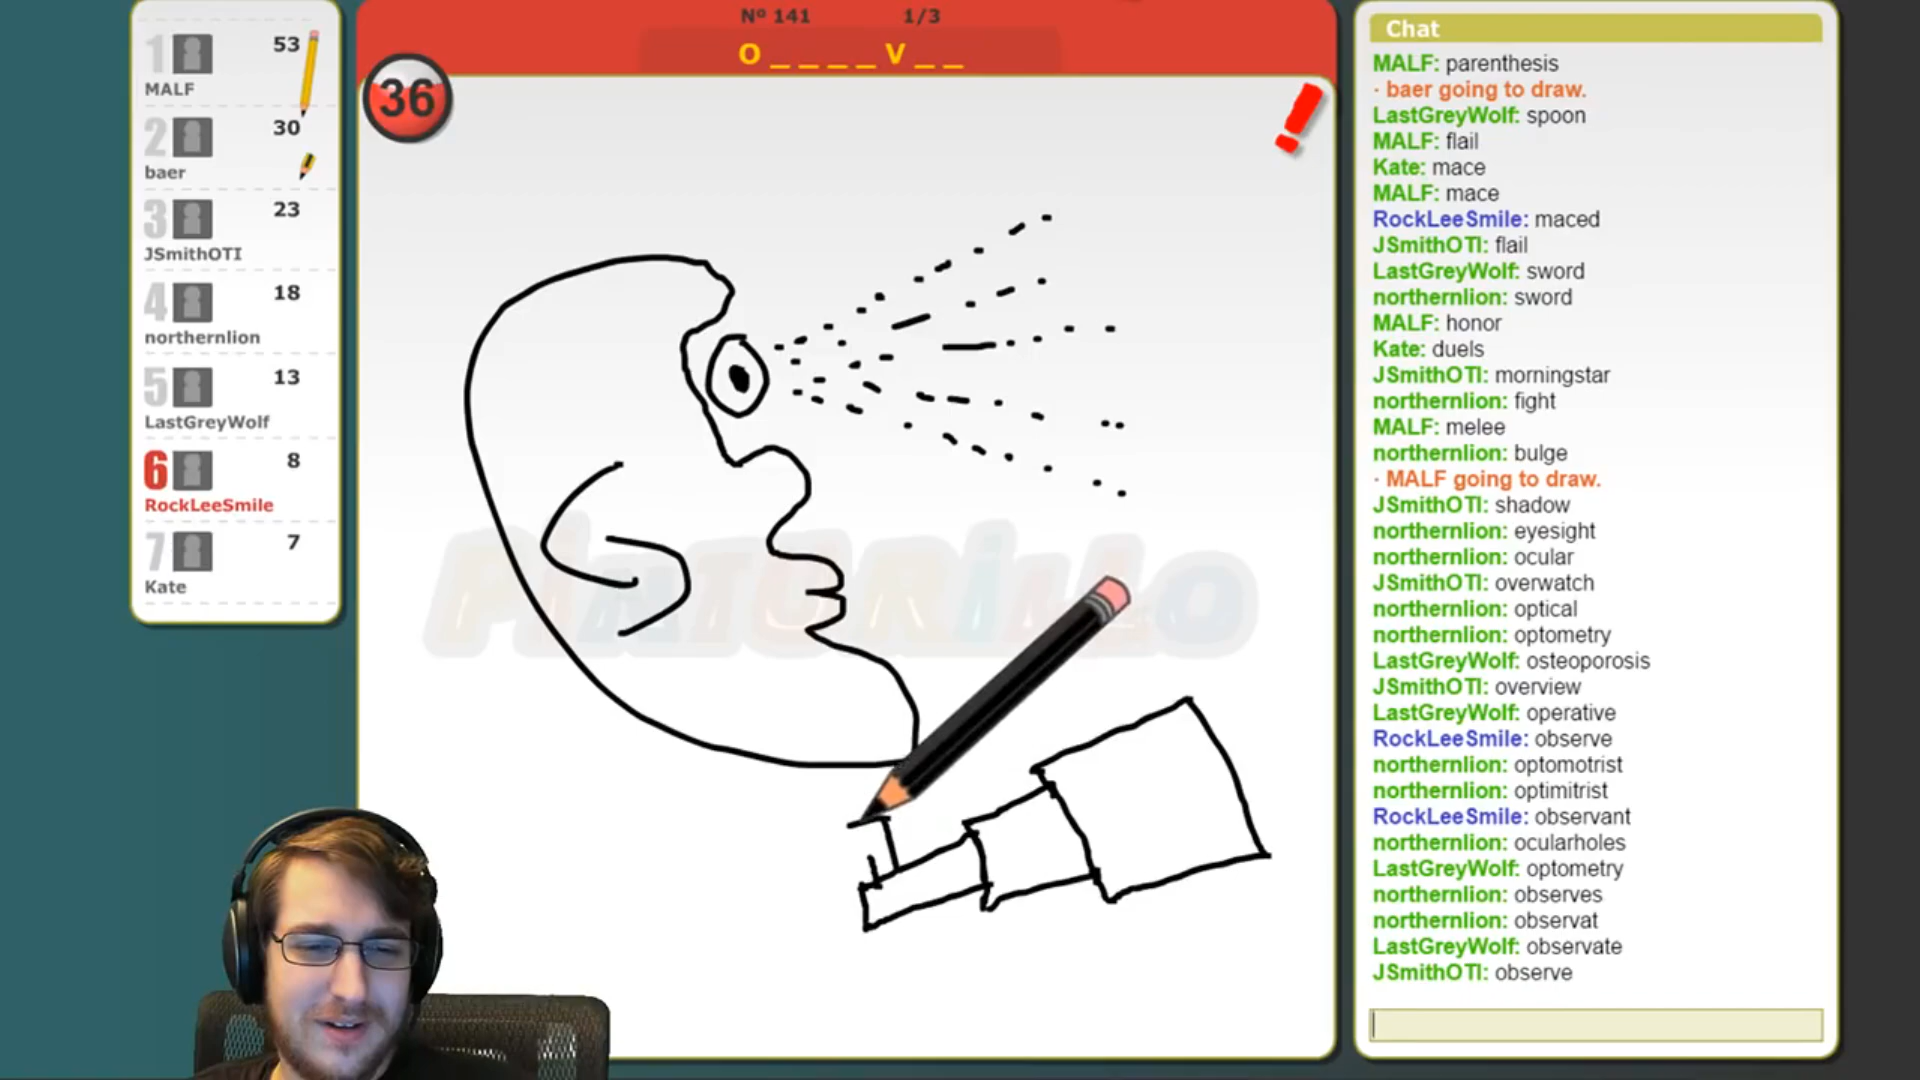 1 53
MALF
2 30
baer
3 23
JSmithOTI
4 18
northernlion
5 13
LastGreyWolf
6 8
RockLeeSmile
7 7
Kate
Nº 141 1/3
O _ _ _ _ V _ _
36
!
PINTURILLO
Chat
MALF: parenthesis
· baer going to draw.
LastGreyWolf: spoon
MALF: flail
Kate: mace
MALF: mace
RockLeeSmile: maced
JSmithOTI: flail
LastGreyWolf: sword
northernlion: sword
MALF: honor
Kate: duels
JSmithOTI: morningstar
northernlion: fight
MALF: melee
northernlion: bulge
· MALF going to draw.
JSmithOTI: shadow
northernlion: eyesight
northernlion: ocular
JSmithOTI: overwatch
northernlion: optical
northernlion: optometry
LastGreyWolf: osteoporosis
JSmithOTI: overview
LastGreyWolf: operative
RockLeeSmile: observe
northernlion: optomotrist
northernlion: optimitrist
RockLeeSmile: observant
northernlion: ocularholes
LastGreyWolf: optometry
northernlion: observes
northernlion: observat
LastGreyWolf: observate
JSmithOTI: observe